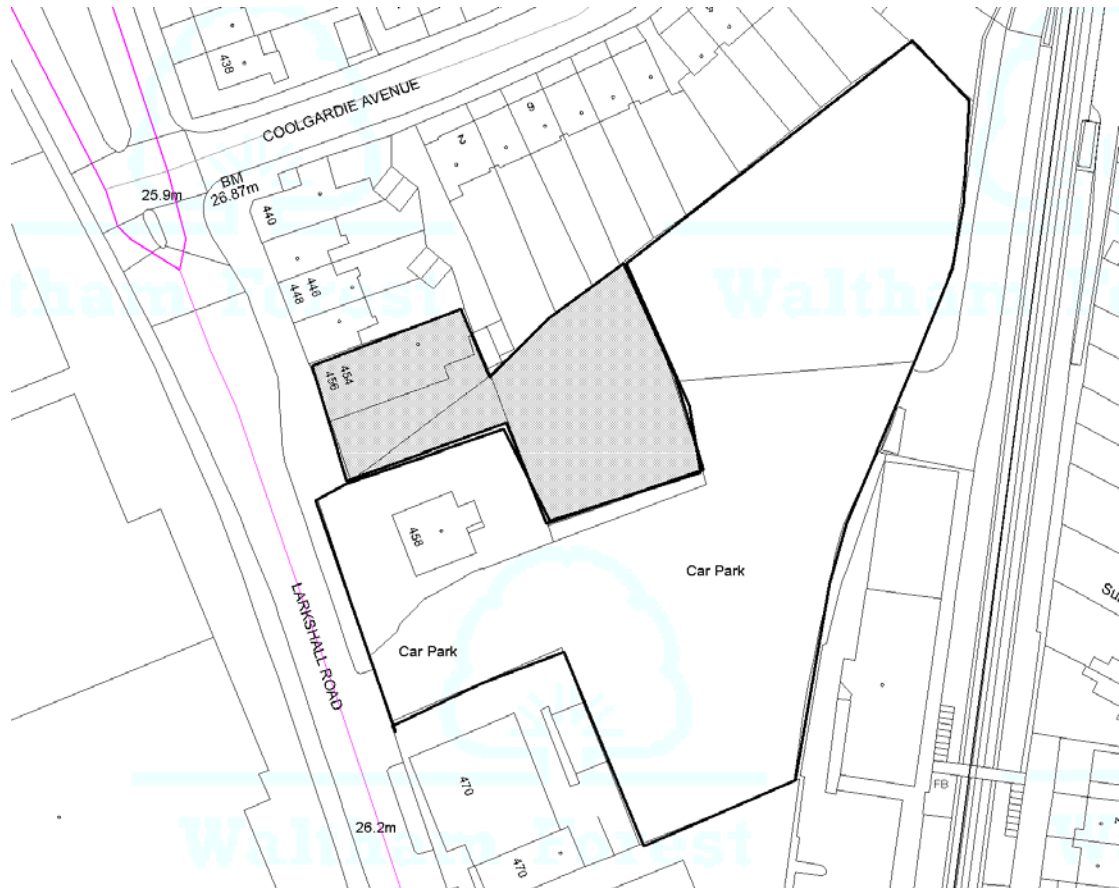 438
COOLGARDIE AVENUE
2
6
BM
26.87m
25.9m
440
446
448
454
456
458
LARKSHALL ROAD
Car Park
Car Park
470
470
26.2m
FB
tham Forest
Waltham F
Waltham Forest